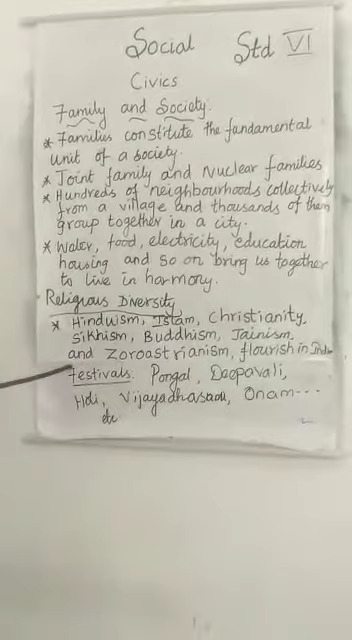 Social Std VI
Civics
Family and Society.
* Families constitute the fundamental
unit of a society.
* Joint family and Nuclear families
* Hundreds of neighbourhoods collectively
from a village and thousands of them
group together in a city.
* Water, food, electricity, education
housing and so on bring us together
to live in harmony.
Religious Diversity
* Hinduism, Islam, Christianity
Sikhism, Buddhism, Jainism
and Zoroastrianism, flourish in India
Festivals. Pongal, Deepavali,
Holi, Onam...
etc